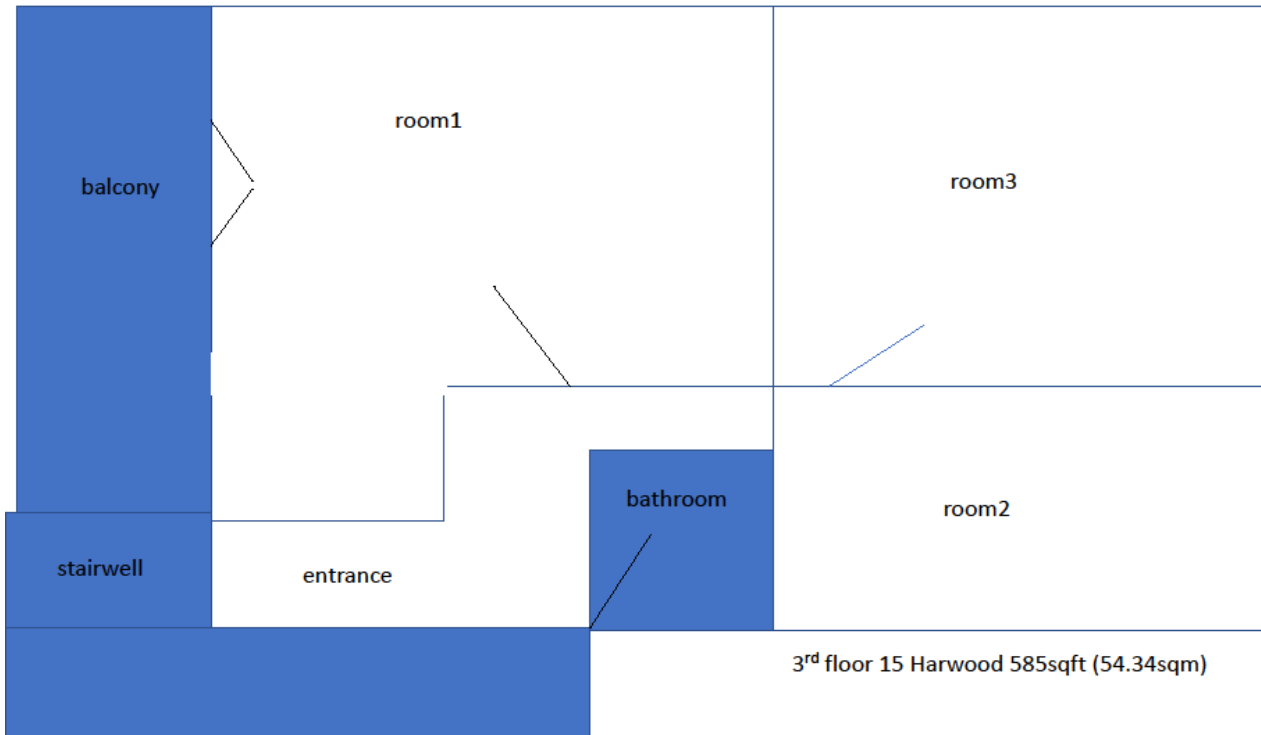 room1
balcony
room3
bathroom
room2
stairwell
entrance
3rd floor 15 Harwood 585sqft (54.34sqm)